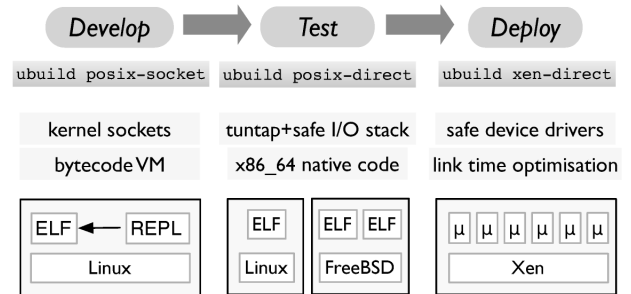 Develop Test Deploy
ubuild posix-socket ubuild posix-direct ubuild xen-direct
kernel sockets tuntap+safe I/O stack safe device drivers
bytecode VM x86_64 native code link time optimisation
ELF REPL ELF ELF ELF μ μ μ μ μ μ
Linux Linux FreeBSD Xen